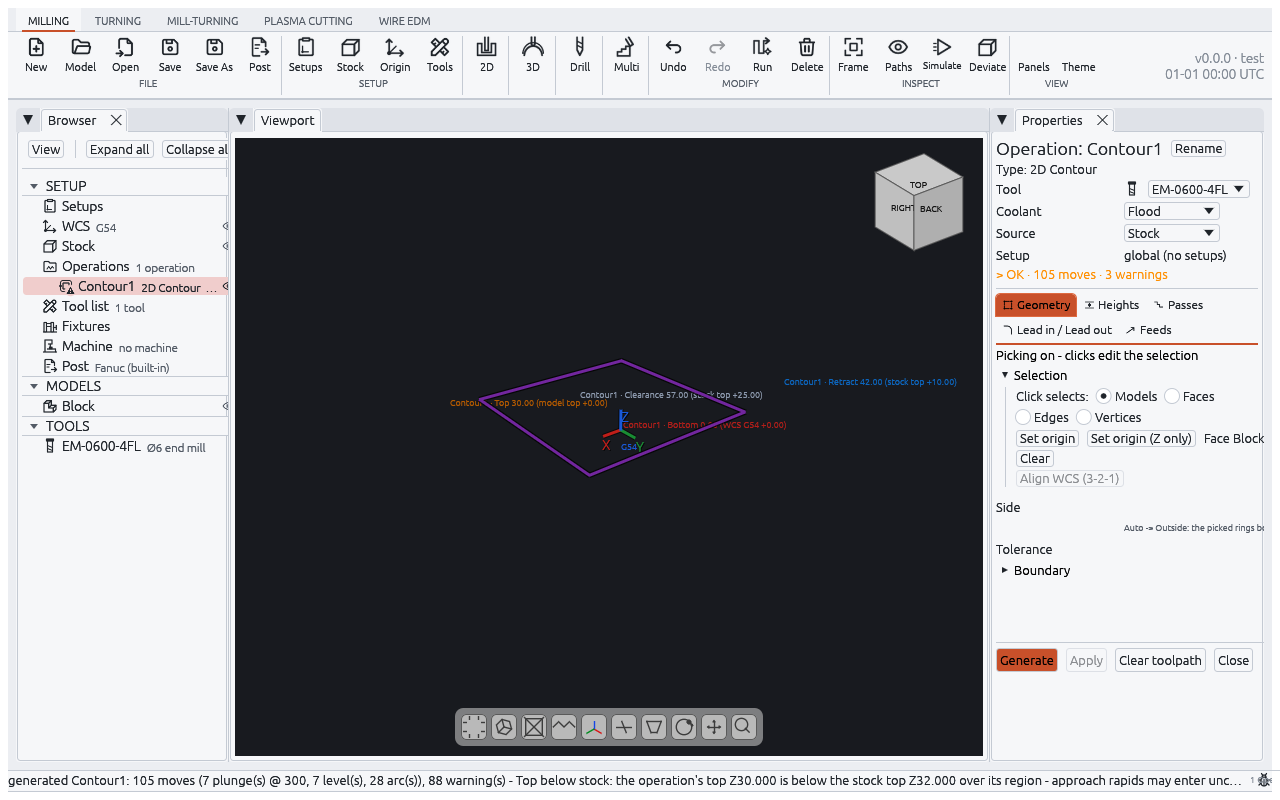 MILLING TURNING MILL-TURNING PLASMA CUTTING WIRE EDM
New Model Open Save Save As Post Setups Stock Origin Tools 2D 3D Drill Multi Undo Redo Run Delete Frame Paths Simulate Deviate Panels Theme
FILE SETUP MODIFY INSPECT VIEW
v0.0.0 · test
01-01 00:00 UTC
Browser
View Expand all Collapse al
SETUP
Setups
WCS G54
Stock
Operations 1 operation
Contour1 2D Contour ...
Tool list 1 tool
Fixtures
Machine no machine
Post Fanuc (built-in)
MODELS
Block
TOOLS
EM-0600-4FL Ø6 end mill
Viewport
TOP
RIGHT BACK
Contour1 · Retract 42.00 (stock top +10.00)
Contour1 · Clearance 57.00 (stock top +25.00)
Top 30.00 (model top +0.00)
Contour1 · Bottom (WCS G54 +0.00)
Z
X G54 Y
Properties
Operation: Contour1 Rename
Type: 2D Contour
Tool EM-0600-4FL
Coolant Flood
Source Stock
Setup global (no setups)
> OK · 105 moves · 3 warnings
Geometry Heights Passes
Lead in / Lead out Feeds
Picking on - clicks edit the selection
Selection
Click selects: Models Faces
Edges Vertices
Set origin Set origin (Z only) Face Block
Clear
Align WCS (3-2-1)
Side
Auto -> Outside: the picked rings
Tolerance
Boundary
Generate Apply Clear toolpath Close
generated Contour1: 105 moves (7 plunge(s) @ 300, 7 level(s), 28 arc(s)), 88 warning(s) - Top below stock: the operation's top Z30.000 is below the stock top Z32.000 over its region - approach rapids may enter unc... 1